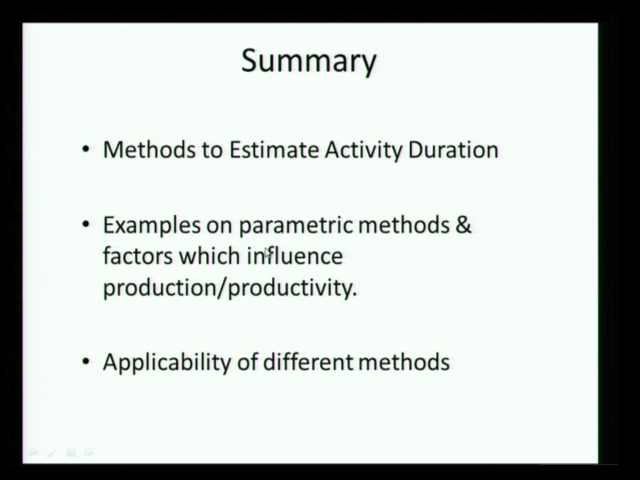 Summary
• Methods to Estimate Activity Duration
• Examples on parametric methods &
factors which influence
production/productivity.
• Applicability of different methods